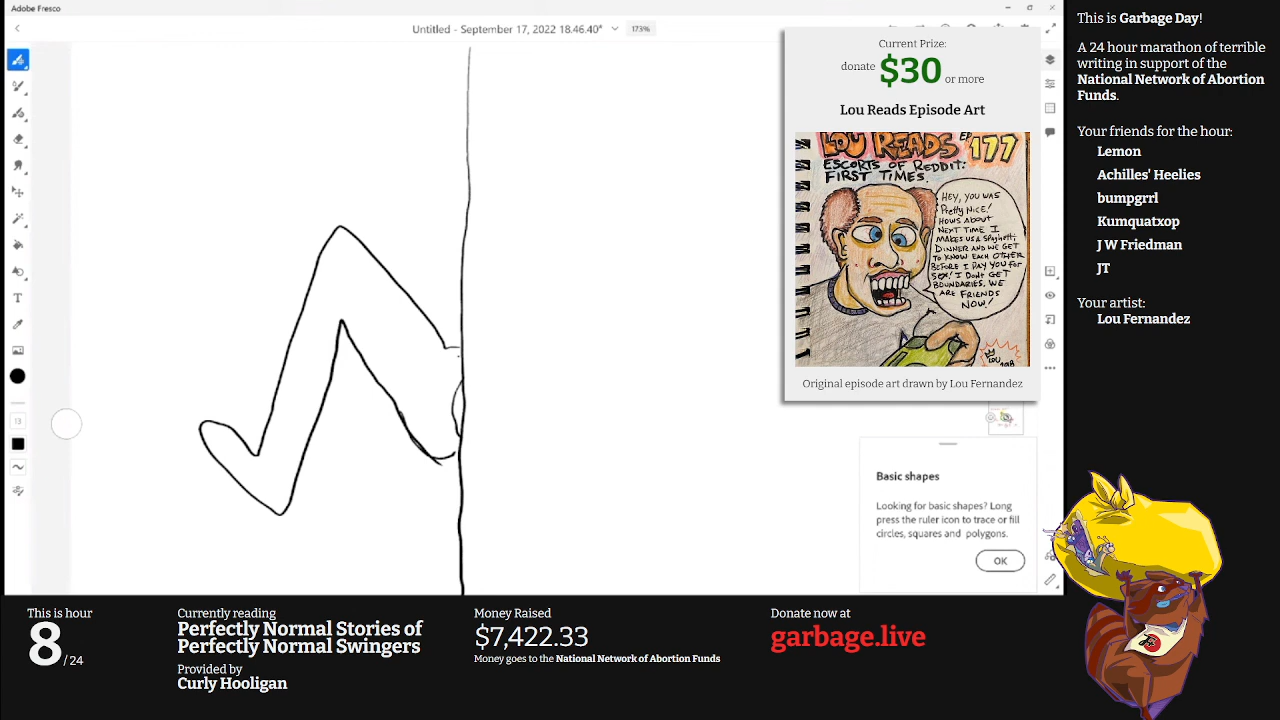 Adobe Fresco
Untitled - September 17, 2022 18.46.40*
173%
13
Current Prize:
donate $30 or more
Lou Reads Episode Art
LOU READS EP 177
ESCORTS OF REDDIT:
FIRST TIMES.
HEY, YOU WAS
PRETTY NICE!
HOWS ABOUT
NEXT TIME I
MAKES US A SPAGHETTI
DINNER AND WE GET
TO KNOW EACH OTHER
BEFORE I PAY YOU FOR
SEX! I DONT GET
BOUNDARIES, WE
ARE FRIENDS
NOW!
LOU
Original episode art drawn by Lou Fernandez
Basic shapes
Looking for basic shapes? Long
press the ruler icon to trace or fill
circles, squares and polygons.
OK
This is Garbage Day!
A 24 hour marathon of terrible
writing in support of the
National Network of Abortion
Funds.
Your friends for the hour:
Lemon
Achilles' Heelies
bumpgrrl
Kumquatxop
J W Friedman
JT
Your artist:
Lou Fernandez
This is hour
8/24
Currently reading
Perfectly Normal Stories of
Perfectly Normal Swingers
Provided by
Curly Hooligan
Money Raised
$7,422.33
Money goes to the National Network of Abortion Funds
Donate now at
garbage.live